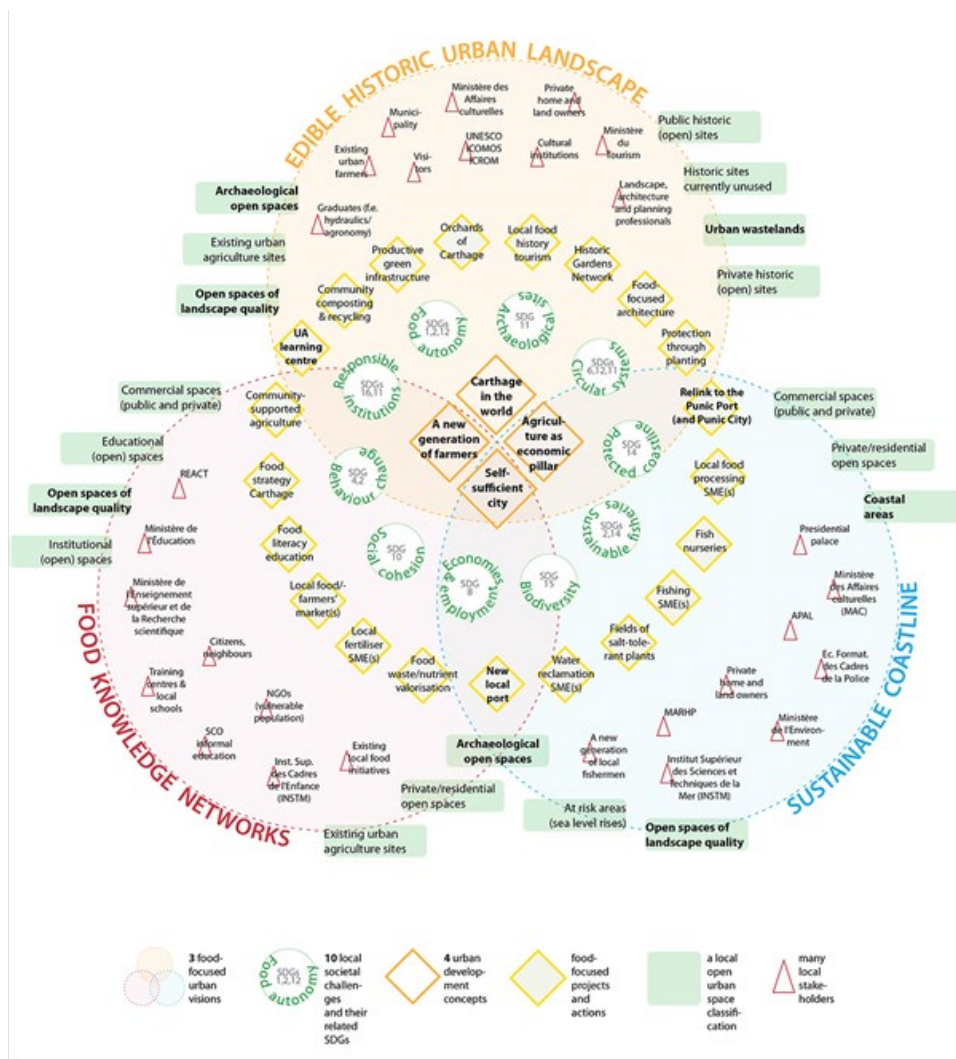 EDIBLE HISTORIC URBAN LANDSCAPE
Ministère des
Affaires
culturelles
Private
home and
land owners
Munici-
pality
Public historic
(open) sites
UNESCO
ICOMOS
ICROM
Cultural
institutions
Ministère
du
Tourism
Existing
urban
farmers
Visi-
tors
Historic sites
currently unused
Archaeological
open spaces
Landscape,
architecture
and planning
professionals
Graduates (f.e.
hydraulics/
agronomy)
Urban wastelands
Existing urban
agriculture sites
Orchards
of
Carthage
Local food
history
tourism
Productive
green
infrastructure
Historic
Gardens
Network
Private historic
(open) sites
Open spaces of
landscape quality
Community
composting
& recycling
Food-
focused
architecture
Food autonomy
SDGs
1,2,12
Archaeological sites
SDG
11
UA
learning
centre
Protection
through
planting
Responsible institutions
SDGs
16,11
Circular systems
SDGs
6,12,11
Commercial spaces
(public and private)
Community-
supported
agriculture
Carthage
in the
world
Relink to the
Punic Port
(and Punic City)
Commercial spaces
(public and private)
A new
generation
of farmers
Agricul-
ture as
economic
pillar
Protected coastline
SDG
14
Educational
(open) spaces
Private/residential
open spaces
REACT
Food
strategy
Carthage
Behaviour change
SDG
4,2
Self-
sufficient
city
Local food
processing
SME(s)
Open spaces of
landscape quality
Coastal
areas
Ministère de
l'Éducation
Food
literacy
education
Social cohesion
SDG
10
Sustainable fisheries
SDGs
2,14
Fish
nurseries
Presidential
palace
Institutional
(open) spaces
Economies & employment
SDG
8
Biodiversity
SDG
15
Ministère de
l'Enseignement
supérieur et de
la Recherche
scientifique
Local food/-
farmers'
market(s)
Fishing
SME(s)
Ministère
des Affaires
culturelles
(MAC)
FOOD KNOWLEDGE NETWORKS
Citizens,
neighbours
Local
fertiliser
SME(s)
Fields of
salt-tole-
rant plants
APAL
SUSTAINABLE COASTLINE
Training
centres &
local
schools
Food
waste/nutrient
valorisation
New
local
port
Water
reclamation
SME(s)
Private
home and
land owners
Ec. Format.
des Cadres
de la Police
NGOs
(vulnerable
population)
MARHP
Ministère
de l'Environ-
ment
SCO
informal
education
Existing
local food
initiatives
Archaeological
open spaces
A new
generation
of local
fishermen
Inst. Sup.
des Cadres
de l'Enfance
(INSTM)
Institut Supérieur
des Sciences et
Techniques de la
Mer (INSTM)
Private/residential
open spaces
At risk areas
(sea level rises)
Existing urban
agriculture sites
Open spaces of
landscape quality
3 food-
focused
urban
visions
Food autonomy
SDGs
1,2,12
10 local
societal
challen-
ges
and their
related
SDGs
4 urban
develop-
ment
concepts
food-
focused
projects
and
actions
a local
open
urban
space
classifi-
cation
many
local
stake-
holders